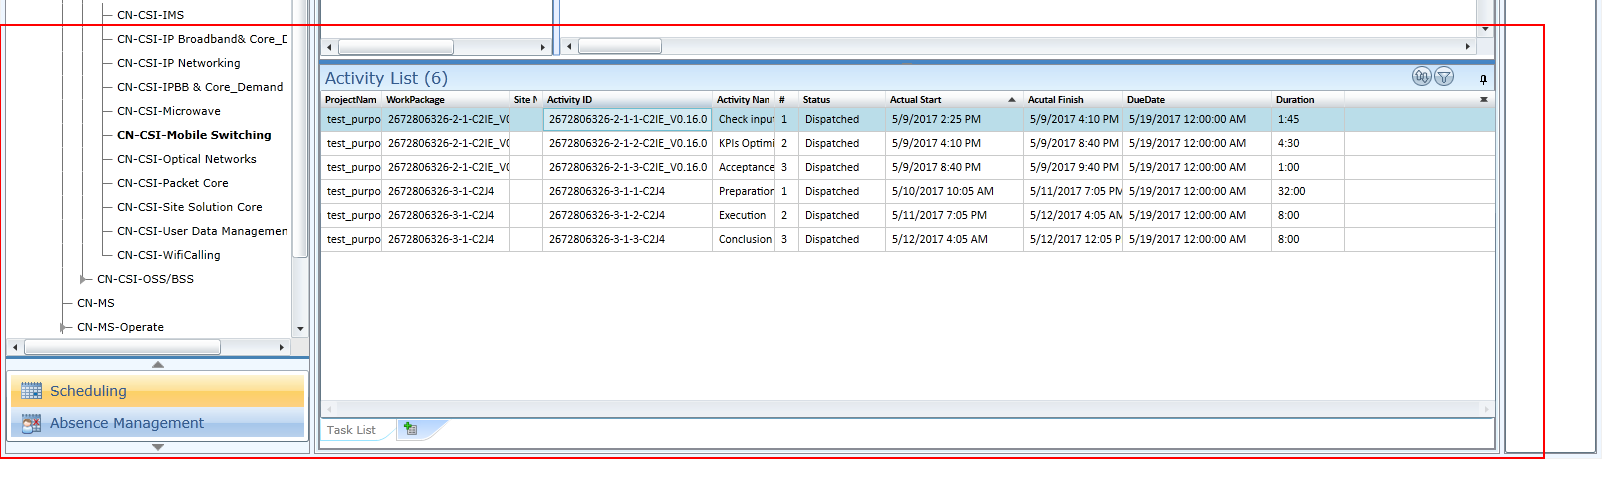 CN-CSI-IMS
CN-CSI-IP Broadband& Core_D
CN-CSI-IP Networking
CN-CSI-IPBB & Core_Demand
CN-CSI-Microwave
CN-CSI-Mobile Switching
CN-CSI-Optical Networks
CN-CSI-Packet Core
CN-CSI-Site Solution Core
CN-CSI-User Data Managemen
CN-CSI-WifiCalling
CN-CSI-OSS/BSS
CN-MS
CN-MS-Operate
Scheduling
Absence Management
Activity List (6)
ProjectNam WorkPackage Site N Activity ID Activity Nan # Status Actual Start Acutal Finish DueDate Duration
test_purpo 2672806326-2-1-C2IE_V0 2672806326-2-1-1-C2IE_V0.16.0 Check input 1 Dispatched 5/9/2017 2:25 PM 5/9/2017 4:10 PM 5/19/2017 12:00:00 AM 1:45
test_purpo 2672806326-2-1-C2IE_V0 2672806326-2-1-2-C2IE_V0.16.0 KPIs Optimi 2 Dispatched 5/9/2017 4:10 PM 5/9/2017 8:40 PM 5/19/2017 12:00:00 AM 4:30
test_purpo 2672806326-2-1-C2IE_V0 2672806326-2-1-3-C2IE_V0.16.0 Acceptance 3 Dispatched 5/9/2017 8:40 PM 5/9/2017 9:40 PM 5/19/2017 12:00:00 AM 1:00
test_purpo 2672806326-3-1-C2J4 2672806326-3-1-1-C2J4 Preparation 1 Dispatched 5/10/2017 10:05 AM 5/11/2017 7:05 PM 5/19/2017 12:00:00 AM 32:00
test_purpo 2672806326-3-1-C2J4 2672806326-3-1-2-C2J4 Execution 2 Dispatched 5/11/2017 7:05 PM 5/12/2017 4:05 AM 5/19/2017 12:00:00 AM 8:00
test_purpo 2672806326-3-1-C2J4 2672806326-3-1-3-C2J4 Conclusion 3 Dispatched 5/12/2017 4:05 AM 5/12/2017 12:05 P 5/19/2017 12:00:00 AM 8:00
Task List